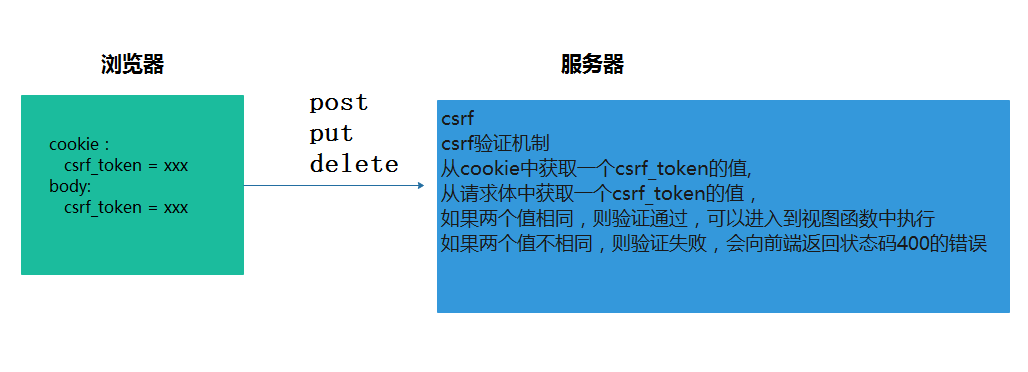 浏览器
服务器
cookie：
csrf_token = xxx
body:
csrf_token = xxx
post
put
delete
csrf
csrf验证机制
从cookie中获取一个csrf_token的值,
从请求体中获取一个csrf_token的值，
如果两个值相同，则验证通过，可以进入到视图函数中执行
如果两个值不相同，则验证失败，会向前端返回状态码400的错误